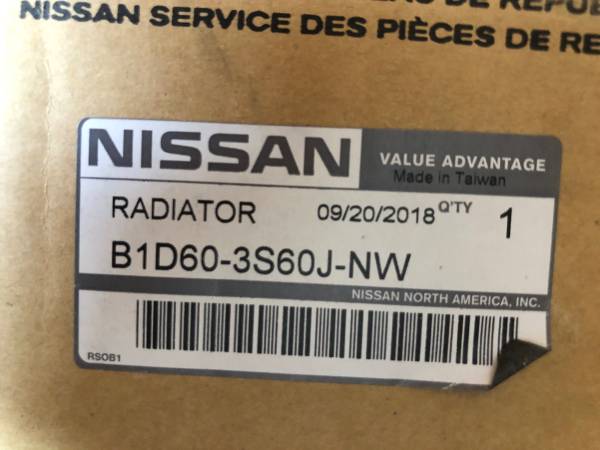 DE
NISSAN SERVICE DES PIÈCES DE RE
NISSAN
VALUE ADVANTAGE
Made in Taiwan
RADIATOR 09/20/2018 Q'TY 1
B1D60-3S60J-NW
NISSAN NORTH AMERICA, INC.
RSOB1